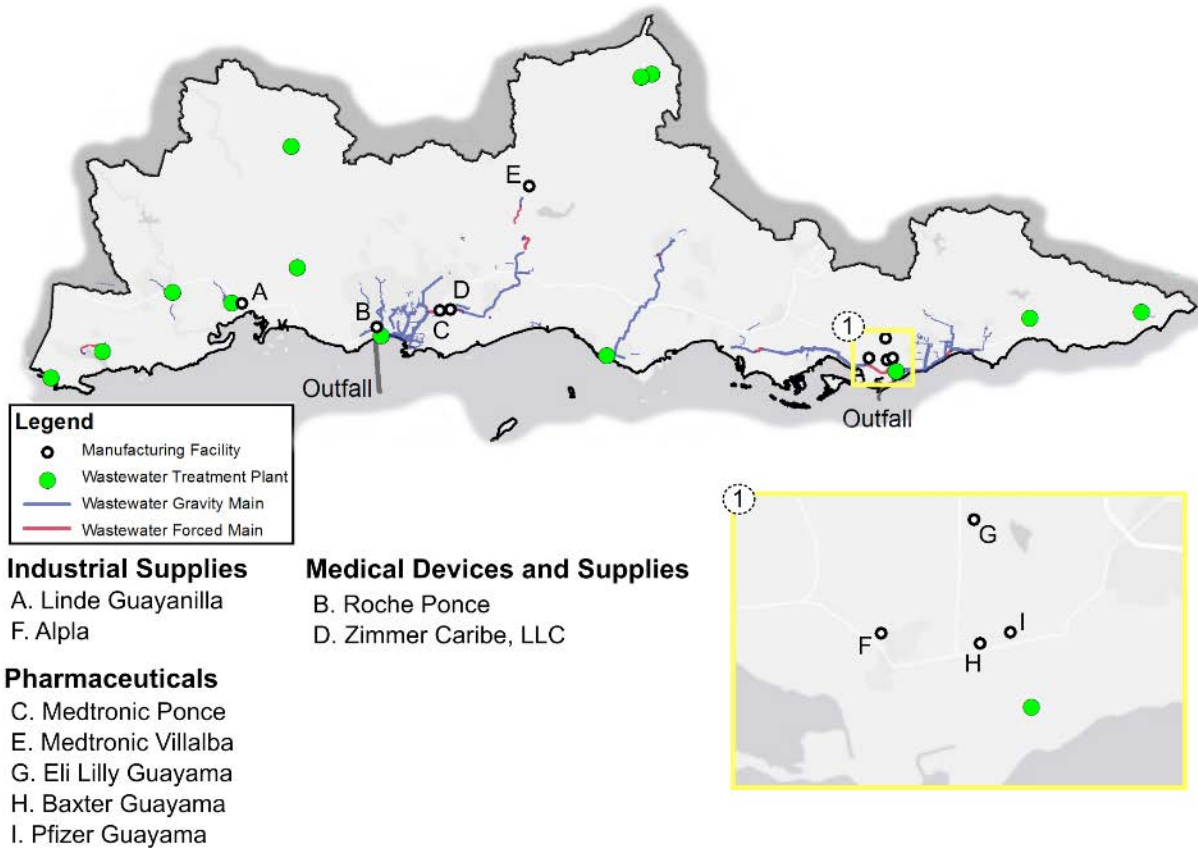 E
A
D
B
C
1
Outfall
Outfall
Legend
Manufacturing Facility
Wastewater Treatment Plant
Wastewater Gravity Main
Wastewater Forced Main
1
G
F
I
H
Industrial Supplies
A. Linde Guayanilla
F. Alpla
Medical Devices and Supplies
B. Roche Ponce
D. Zimmer Caribe, LLC
Pharmaceuticals
C. Medtronic Ponce
E. Medtronic Villalba
G. Eli Lilly Guayama
H. Baxter Guayama
I. Pfizer Guayama